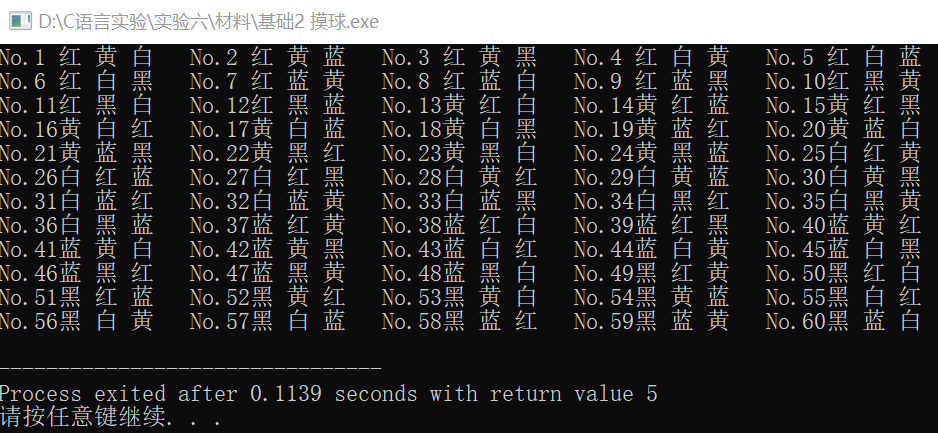 D:\C语言实验\实验六\材料\基础2 摸球.exe
No.1 红 黄 白 No.2 红 黄 蓝 No.3 红 黄 黑 No.4 红 白 黄 No.5 红 白 蓝
No.6 红 白 黑 No.7 红 蓝 黄 No.8 红 蓝 白 No.9 红 蓝 黑 No.10红 黑 黄
No.11红 黑 白 No.12红 黑 蓝 No.13黄 红 白 No.14黄 红 蓝 No.15黄 红 黑
No.16黄 白 红 No.17黄 白 蓝 No.18黄 白 黑 No.19黄 蓝 红 No.20黄 蓝 白
No.21黄 蓝 黑 No.22黄 黑 红 No.23黄 黑 白 No.24黄 黑 蓝 No.25白 红 黄
No.26白 红 蓝 No.27白 红 黑 No.28白 黄 红 No.29白 黄 蓝 No.30白 黄 黑
No.31白 蓝 红 No.32白 蓝 黄 No.33白 蓝 黑 No.34白 黑 红 No.35白 黑 黄
No.36白 黑 蓝 No.37蓝 红 黄 No.38蓝 红 白 No.39蓝 红 黑 No.40蓝 黄 红
No.41蓝 黄 白 No.42蓝 黄 黑 No.43蓝 白 红 No.44蓝 白 黄 No.45蓝 白 黑
No.46蓝 黑 红 No.47蓝 黑 黄 No.48蓝 黑 白 No.49黑 红 黄 No.50黑 红 白
No.51黑 红 蓝 No.52黑 黄 红 No.53黑 黄 白 No.54黑 黄 蓝 No.55黑 白 红
No.56黑 白 黄 No.57黑 白 蓝 No.58黑 蓝 红 No.59黑 蓝 黄 No.60黑 蓝 白
--------------------------------
Process exited after 0.1139 seconds with return value 5
请按任意键继续. . .